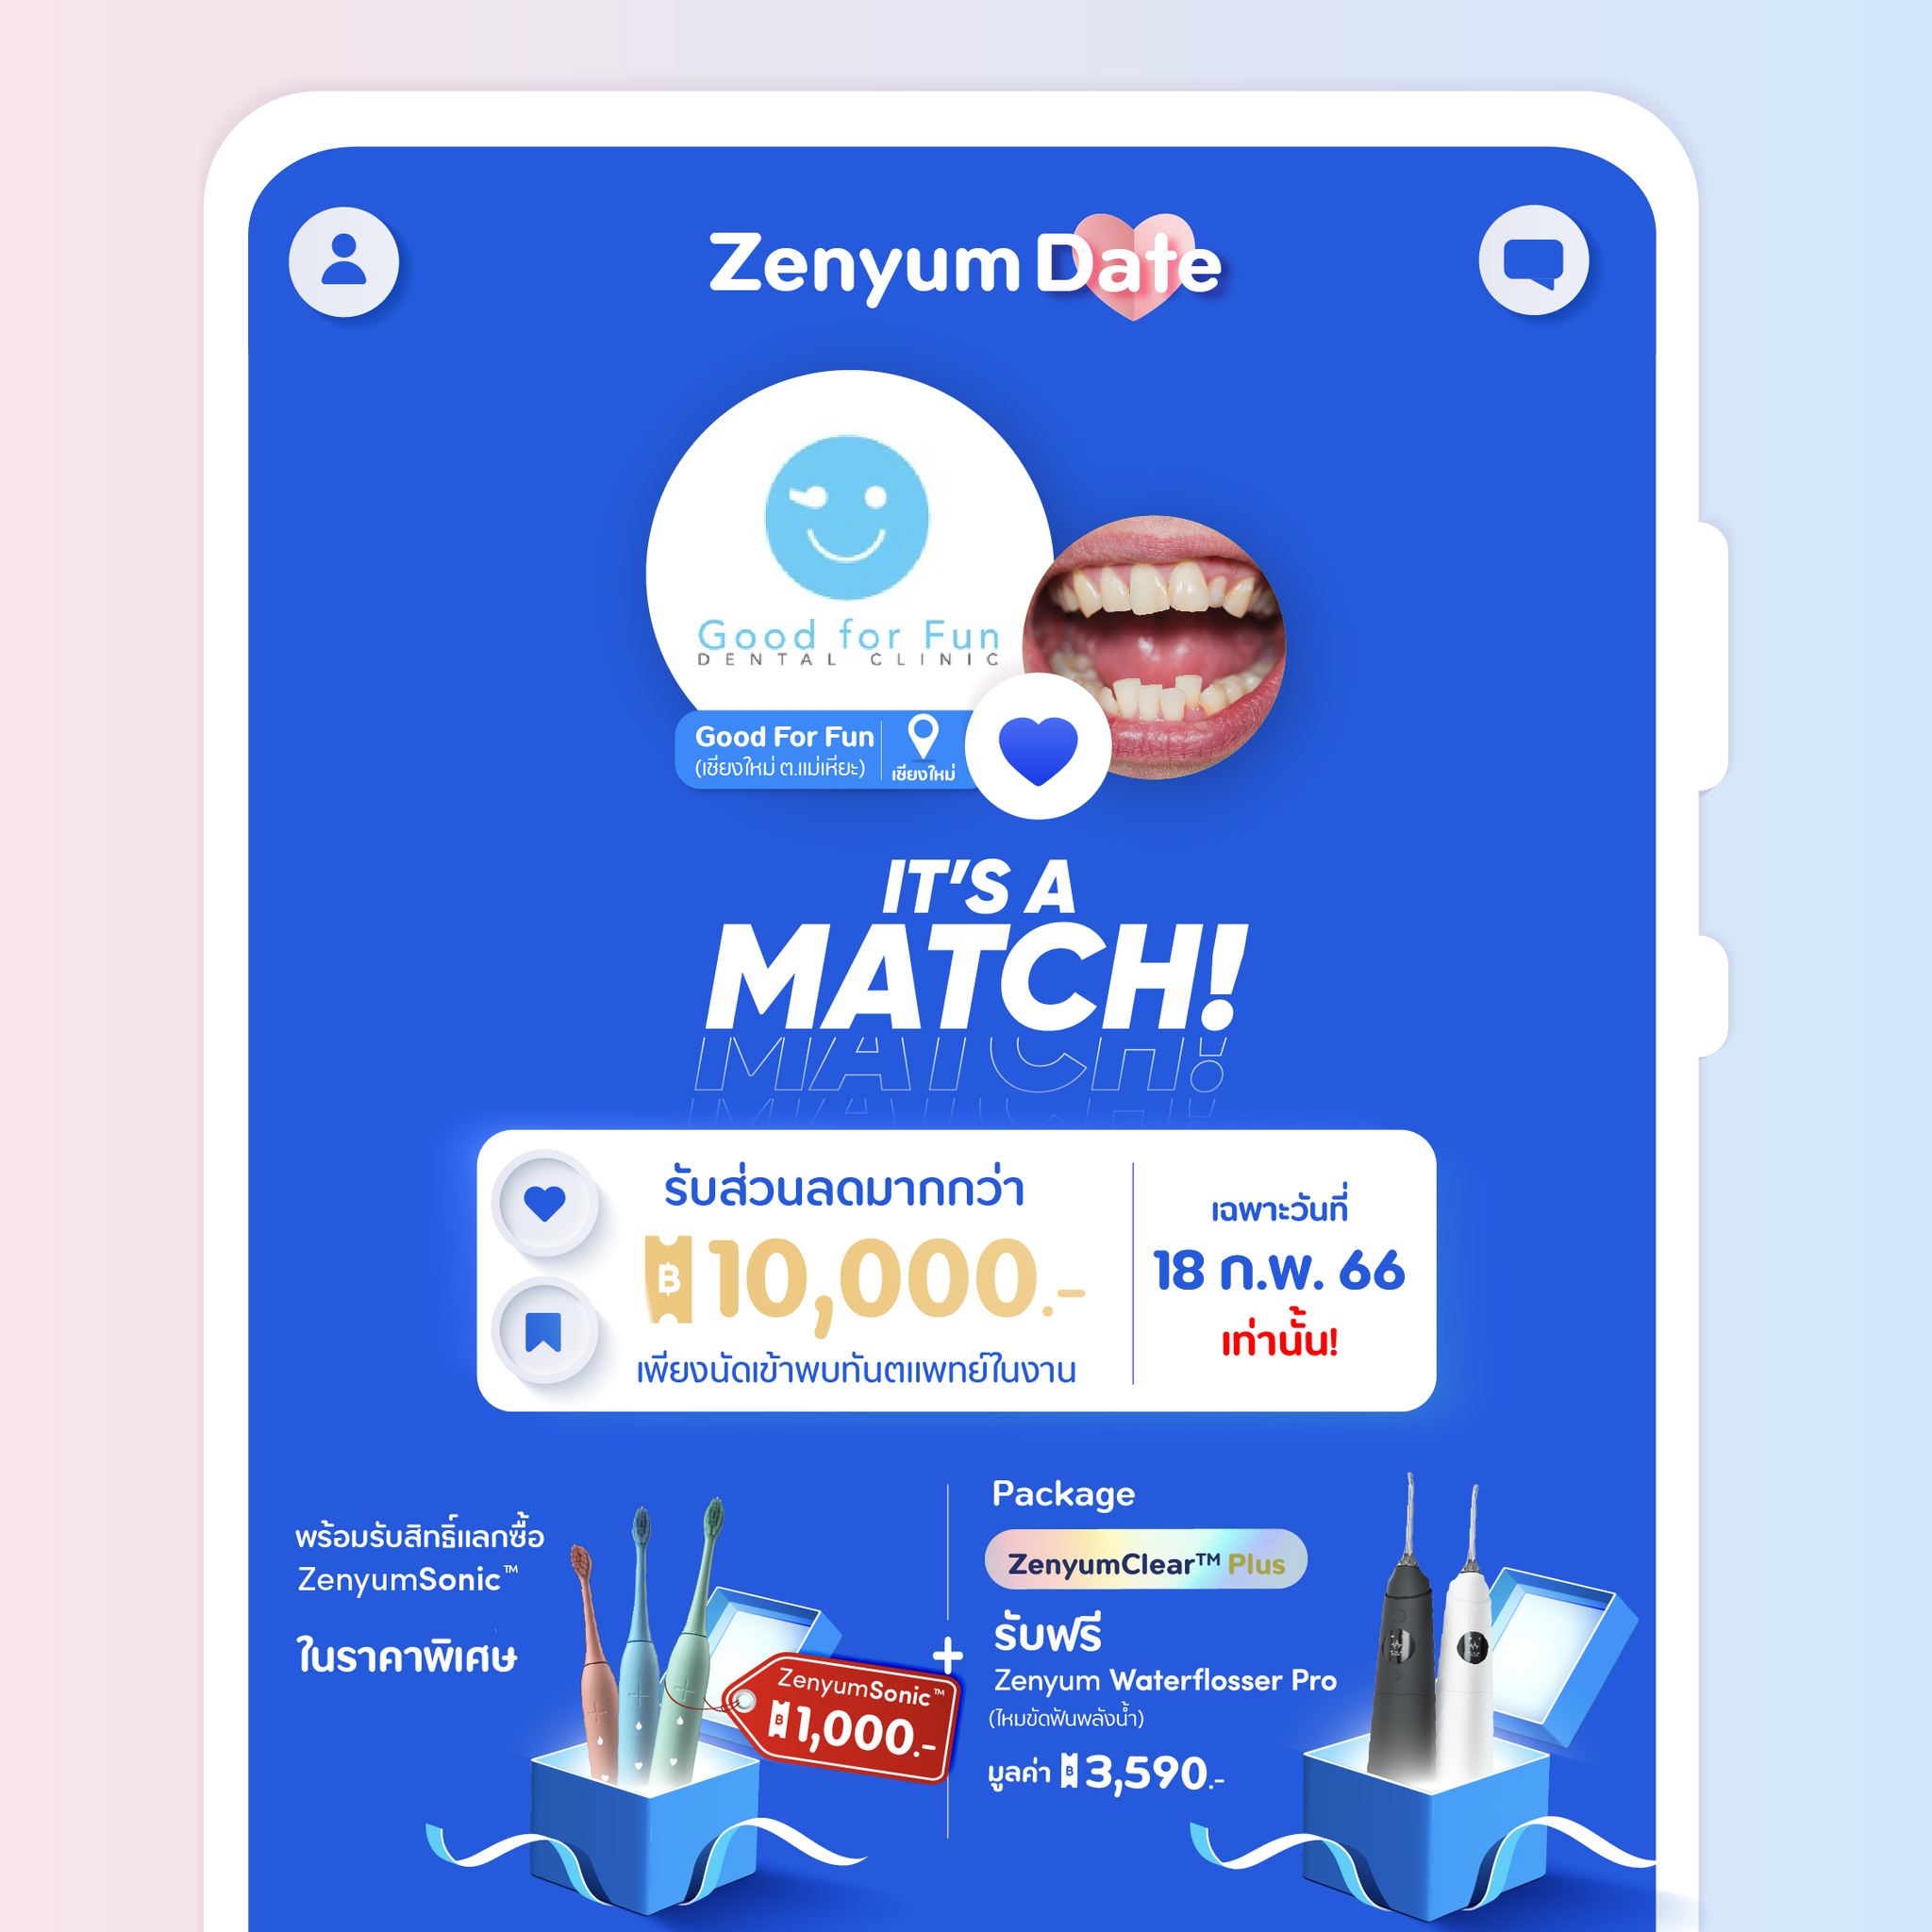 Zenyum Date
Good for Fun
DENTAL CLINIC
Good For Fun
(เชียงใหม่ ต.แม่เหียะ)
เชียงใหม่
IT'S A
MATCH!
MATCH!
MATCH!
รับส่วนลดมากกว่า
฿ 10,000.-
เพียงนัดเข้าพบทันตแพทย์ในงาน
เฉพาะวันที่
18 ก.พ. 66
เท่านั้น!
พร้อมรับสิทธิ์แลกซื้อ
ZenyumSonic™
ในราคาพิเศษ
ZenyumSonic™
฿ 1,000.-
+
Package
ZenyumClear™ Plus
รับฟรี
Zenyum Waterflosser Pro
(ไหมขัดฟันพลังน้ำ)
มูลค่า ฿ 3,590.-